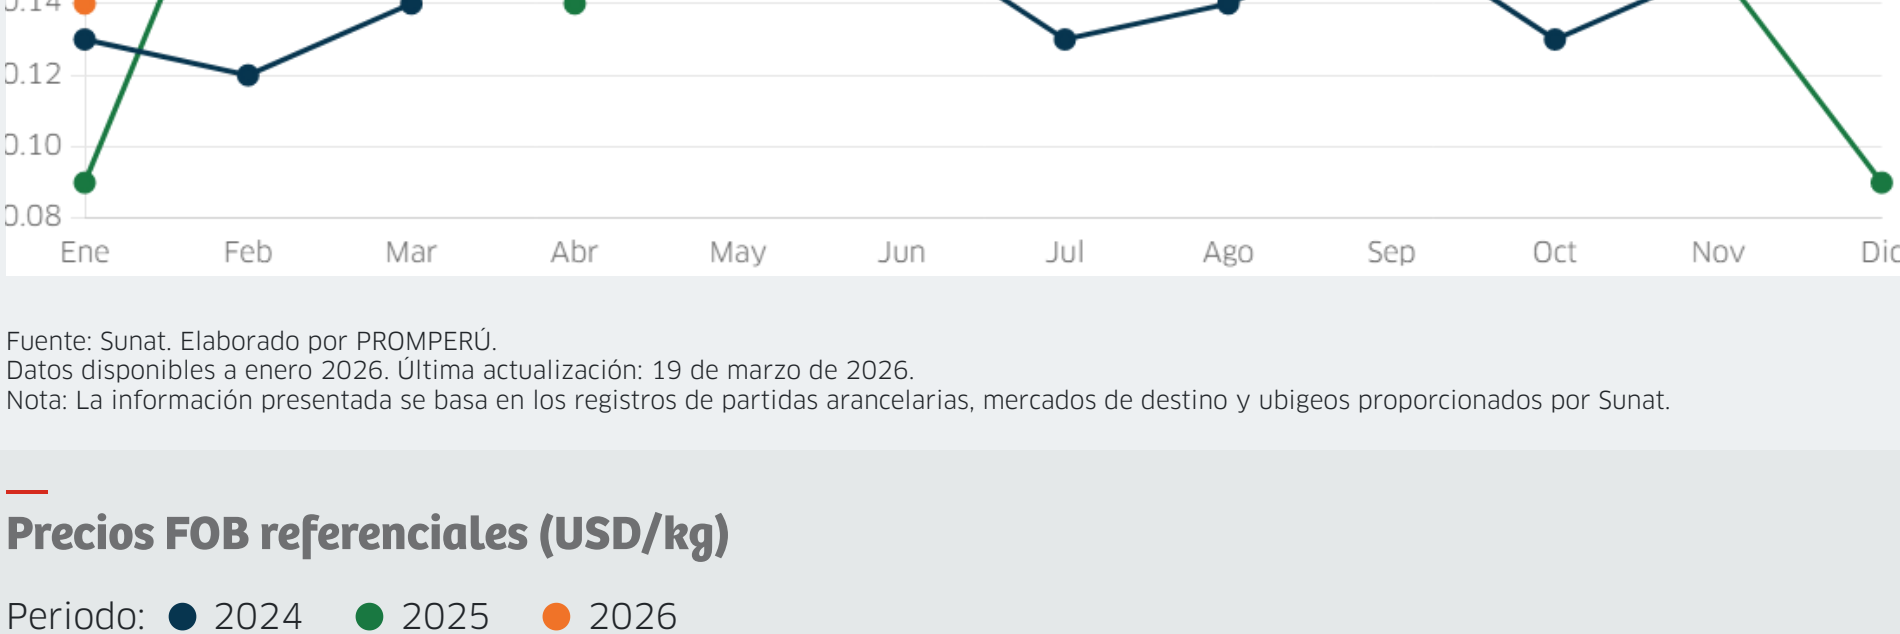 0.14
0.12
0.10
0.08
Ene Feb Mar Abr May Jun Jul Ago Sep Oct Nov Dic
Fuente: Sunat. Elaborado por PROMPERÚ.
Datos disponibles a enero 2026. Última actualización: 19 de marzo de 2026.
Nota: La información presentada se basa en los registros de partidas arancelarias, mercados de destino y ubigeos proporcionados por Sunat.
Precios FOB referenciales (USD/kg)
Periodo: 2024 2025 2026